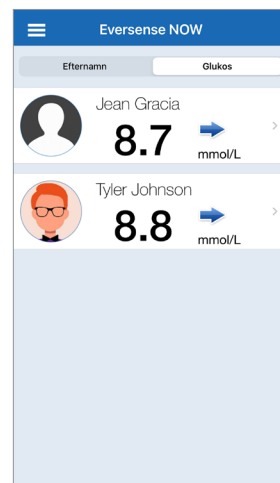 Eversense NOW
Efternamn Glukos
Jean Gracia
8.7 mmol/L
Tyler Johnson
8.8 mmol/L